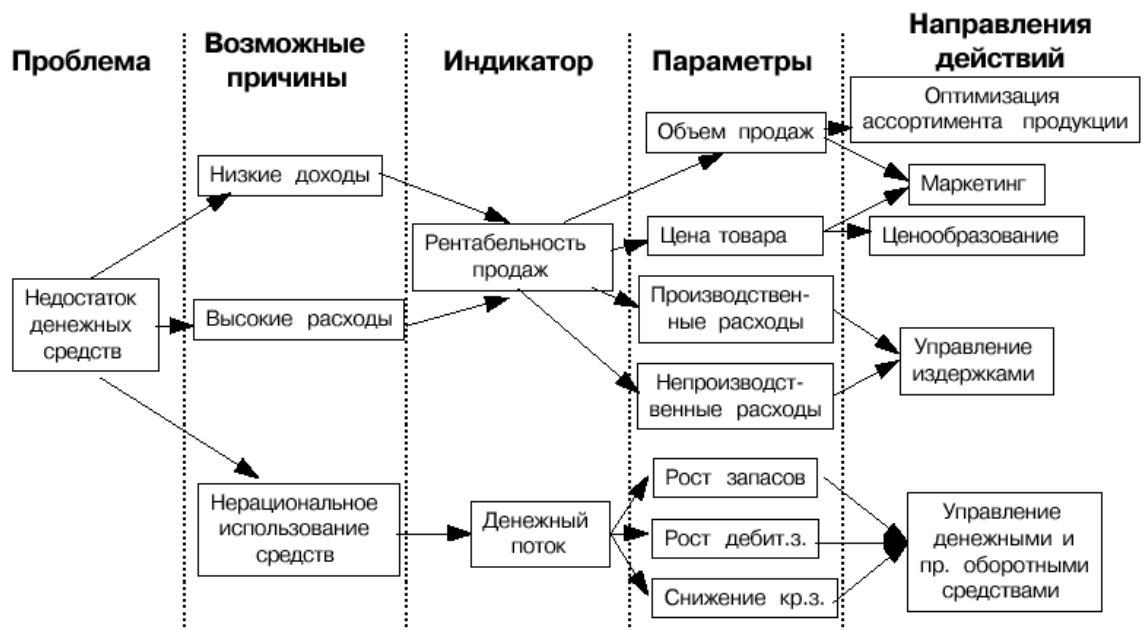 Проблема
Возможные
причины
Индикатор
Параметры
Направления
действий
Недостаток
денежных
средств
Низкие доходы
Высокие расходы
Нерациональное
использование
средств
Рентабельность
продаж
Денежный
поток
Объем продаж
Цена товара
Производствен-
ные расходы
Непроизводст-
венные расходы
Рост запасов
Рост дебит.з.
Снижение кр.з.
Оптимизация
ассортимента продукции
Маркетинг
Ценообразование
Управление
издержками
Управление
денежными и
пр. оборотными
средствами